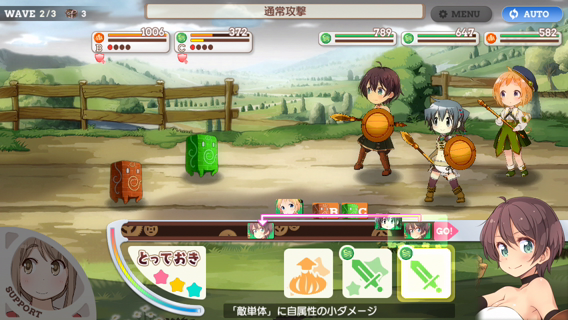 WAVE 2/3 3
通常攻撃
MENU
AUTO
1006
B
372
C
789
647
582
B C
GO!
とっておき
SUPPORT
「敵単体」に自属性の小ダメージ